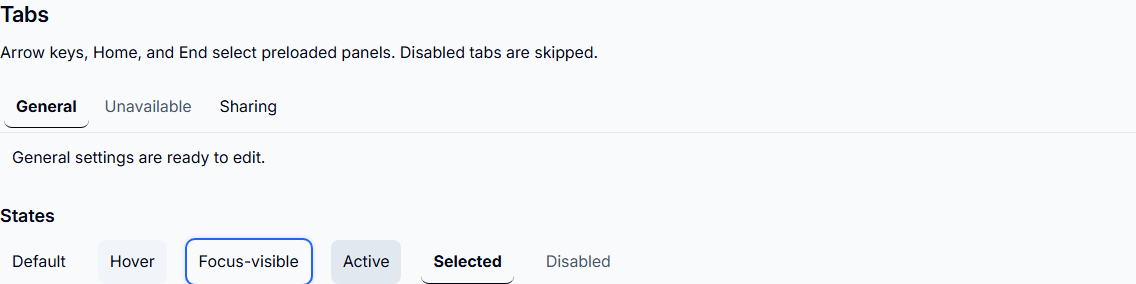 Tabs
Arrow keys, Home, and End select preloaded panels. Disabled tabs are skipped.
General Unavailable Sharing
General settings are ready to edit.
States
Default Hover Focus-visible Active Selected Disabled